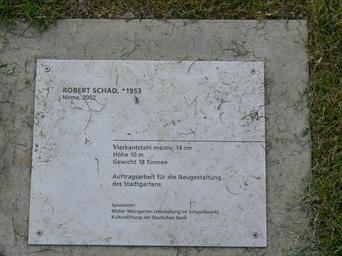 ROBERT SCHAD, *1953
Nirme, 2002
Vierkantstahl massiv, 14 cm
Höhe 10 m
Gewicht 18 Tonnen
Auftragsarbeit für die Neugestaltung
des Stadtgartens
Sponsoren:
Müller Weingarten (Herstellung im Schweißwerk)
Kulturstiftung der Deutschen Bank